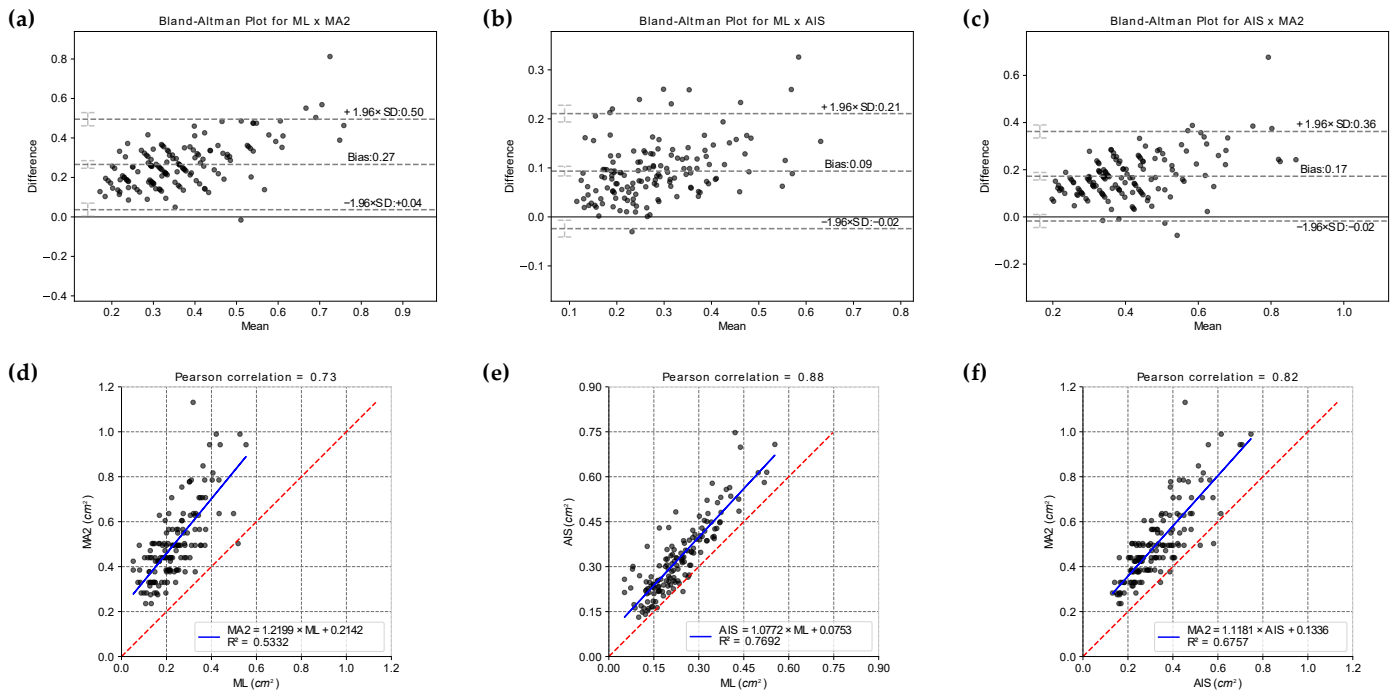 (a)
Bland-Altman Plot for ML x MA2
Difference
0.8
0.6
0.4
0.2
0.0
−0.2
−0.4
+1.96×SD:0.50
Bias:0.27
−1.96×SD:+0.04
0.2 0.3 0.4 0.5 0.6 0.7 0.8 0.9
Mean
(b)
Bland-Altman Plot for ML x AIS
Difference
0.3
0.2
0.1
0.0
−0.1
+1.96×SD:0.21
Bias:0.09
−1.96×SD:−0.02
0.1 0.2 0.3 0.4 0.5 0.6 0.7 0.8
Mean
(c)
Bland-Altman Plot for AIS x MA2
Difference
0.6
0.4
0.2
0.0
−0.2
+1.96×SD:0.36
Bias:0.17
−1.96×SD:−0.02
0.2 0.4 0.6 0.8 1.0
Mean
(d)
Pearson correlation = 0.73
MA2 (cm²)
1.2
1.0
0.8
0.6
0.4
0.2
0.0
MA2 = 1.2199 × ML + 0.2142
R² = 0.5332
0.0 0.2 0.4 0.6 0.8 1.0 1.2
ML (cm²)
(e)
Pearson correlation = 0.88
AIS (cm²)
0.90
0.75
0.60
0.45
0.30
0.15
0.00
AIS = 1.0772 × ML + 0.0753
R² = 0.7692
0.00 0.15 0.30 0.45 0.60 0.75 0.90
ML (cm²)
(f)
Pearson correlation = 0.82
MA2 (cm²)
1.2
1.0
0.8
0.6
0.4
0.2
0.0
MA2 = 1.1181 × AIS + 0.1336
R² = 0.6757
0.0 0.2 0.4 0.6 0.8 1.0 1.2
AIS (cm²)